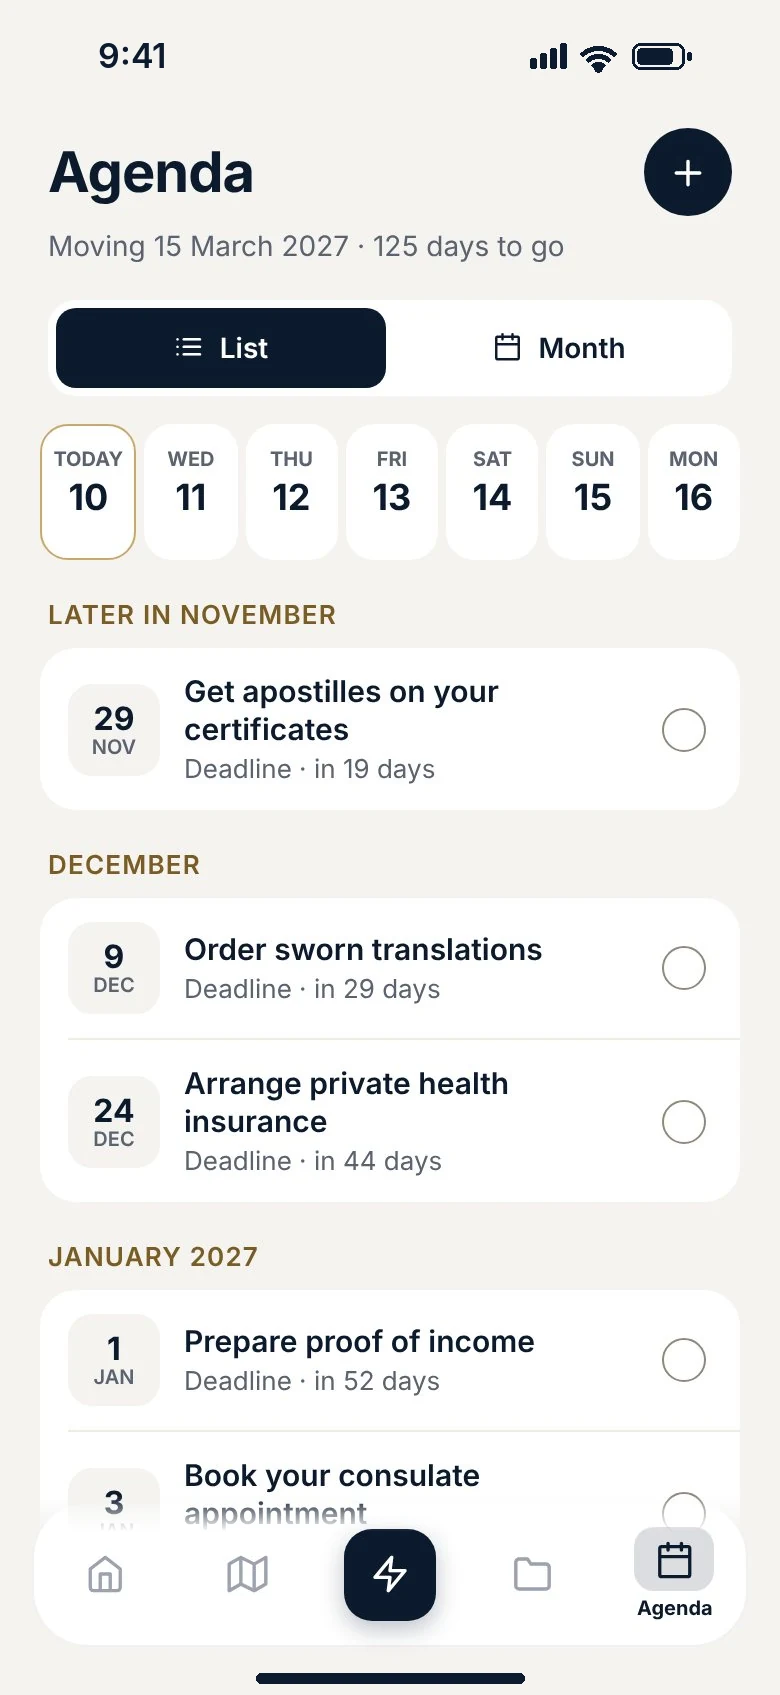 9:41
Agenda
Moving 15 March 2027 · 125 days to go
List
Month
TODAY WED THU FRI SAT SUN MON
10 11 12 13 14 15 16
LATER IN NOVEMBER
29 NOV
Get apostilles on your
certificates
Deadline · in 19 days
DECEMBER
9 DEC
Order sworn translations
Deadline · in 29 days
24 DEC
Arrange private health
insurance
Deadline · in 44 days
JANUARY 2027
1 JAN
Prepare proof of income
Deadline · in 52 days
3
Book your consulate
appointment
Agenda